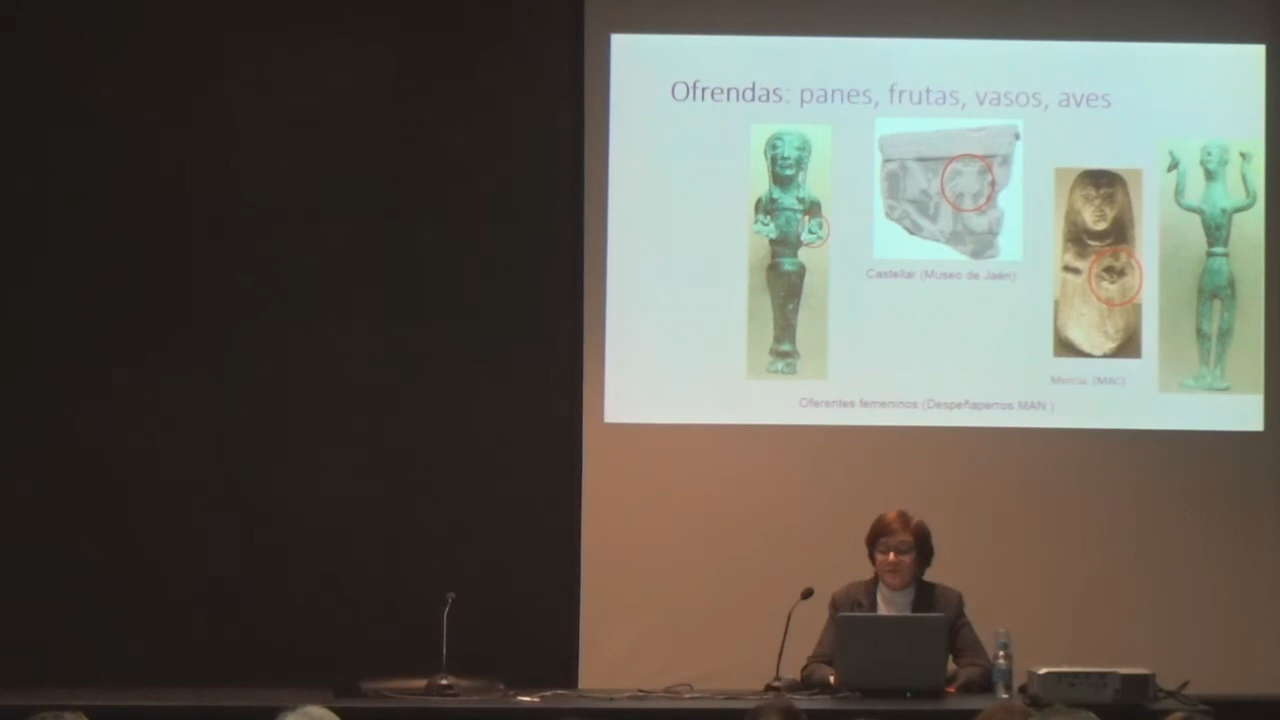 Ofrendas: panes, frutas, vasos, aves
Castellar (Museo de Jaén)
Murcia (MAC)
Oferentes femeninos (Despeñaperros MAN )